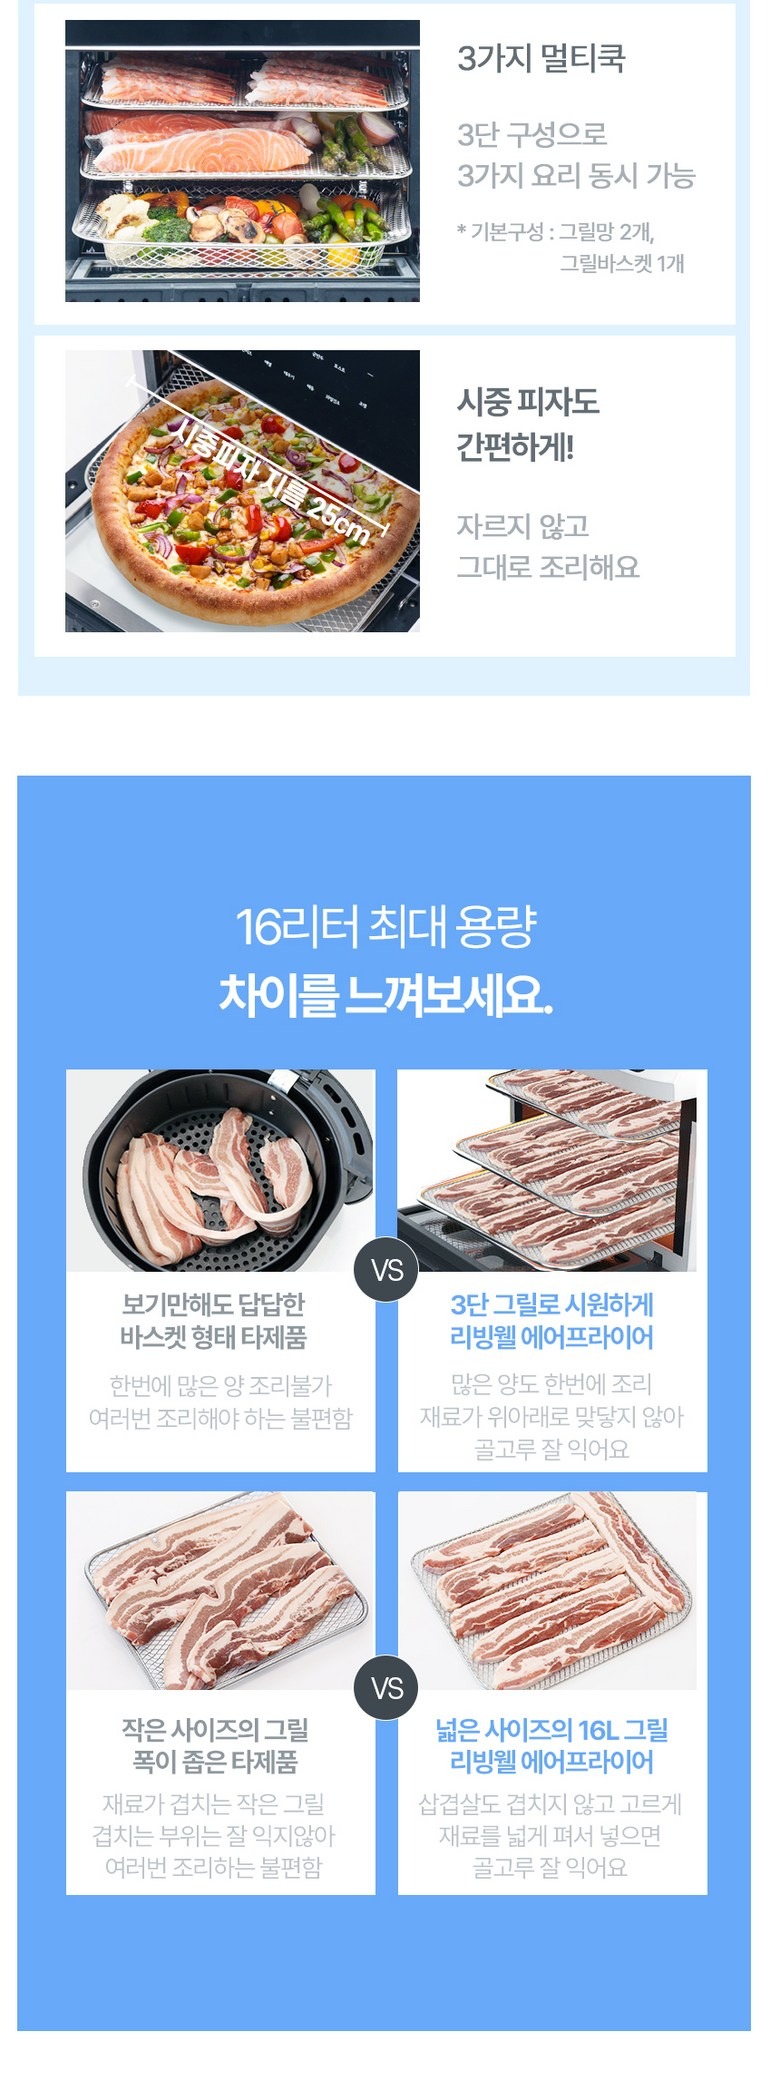 3가지 멀티쿡
3단 구성으로
3가지 요리 동시 가능
* 기본구성 : 그릴망 2개,
그릴바스켓 1개
시중피자 지름 25cm
시중 피자도
간편하게!
자르지 않고
그대로 조리해요
16리터 최대 용량
차이를 느껴보세요.
VS
보기만해도 답답한
바스켓 형태 타제품
한번에 많은 양 조리불가
여러번 조리해야 하는 불편함
3단 그릴로 시원하게
리빙웰 에어프라이어
많은 양도 한번에 조리
재료가 위아래로 맞닿지 않아
골고루 잘 익어요
VS
작은 사이즈의 그릴
폭이 좁은 타제품
재료가 겹치는 작은 그릴
겹치는 부위는 잘 익지않아
여러번 조리하는 불편함
넓은 사이즈의 16L 그릴
리빙웰 에어프라이어
삼겹살도 겹치지 않고 고르게
재료를 넓게 펴서 넣으면
골고루 잘 익어요